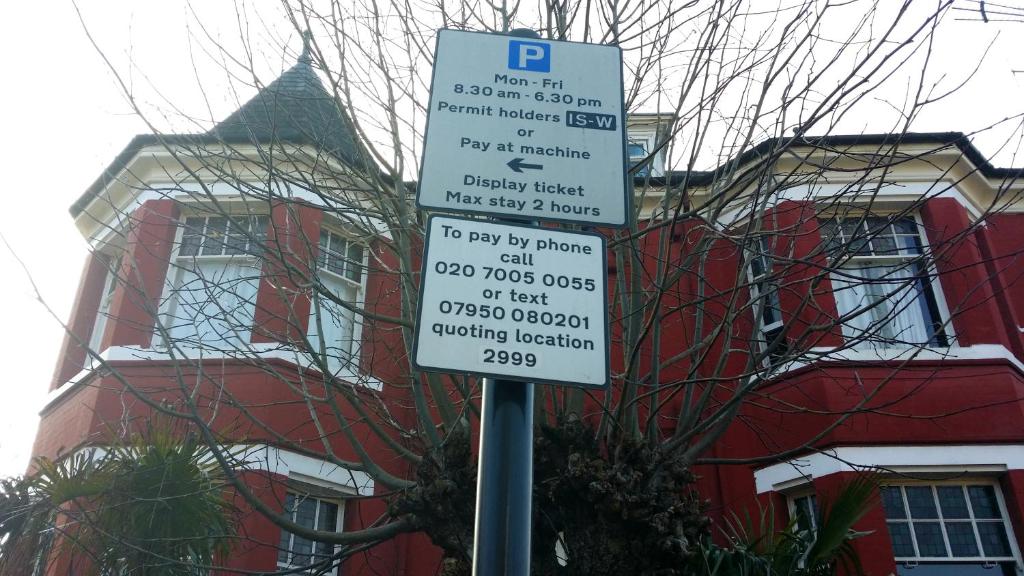 P
Mon - Fri
8.30 am - 6.30 pm
Permit holders IS-W
or
Pay at machine
Display ticket
Max stay 2 hours
To pay by phone
call
020 7005 0055
or text
07950 080201
quoting location
2999